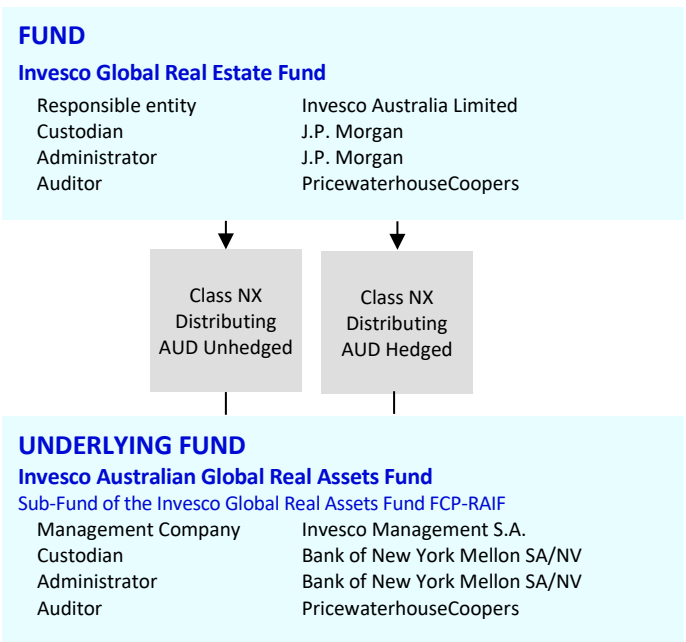 FUND
Invesco Global Real Estate Fund
Responsible entity Invesco Australia Limited
Custodian J.P. Morgan
Administrator J.P. Morgan
Auditor PricewaterhouseCoopers
Class NX
Distributing
AUD Unhedged
Class NX
Distributing
AUD Hedged
UNDERLYING FUND
Invesco Australian Global Real Assets Fund
Sub-Fund of the Invesco Global Real Assets Fund FCP-RAIF
Management Company Invesco Management S.A.
Custodian Bank of New York Mellon SA/NV
Administrator Bank of New York Mellon SA/NV
Auditor PricewaterhouseCoopers